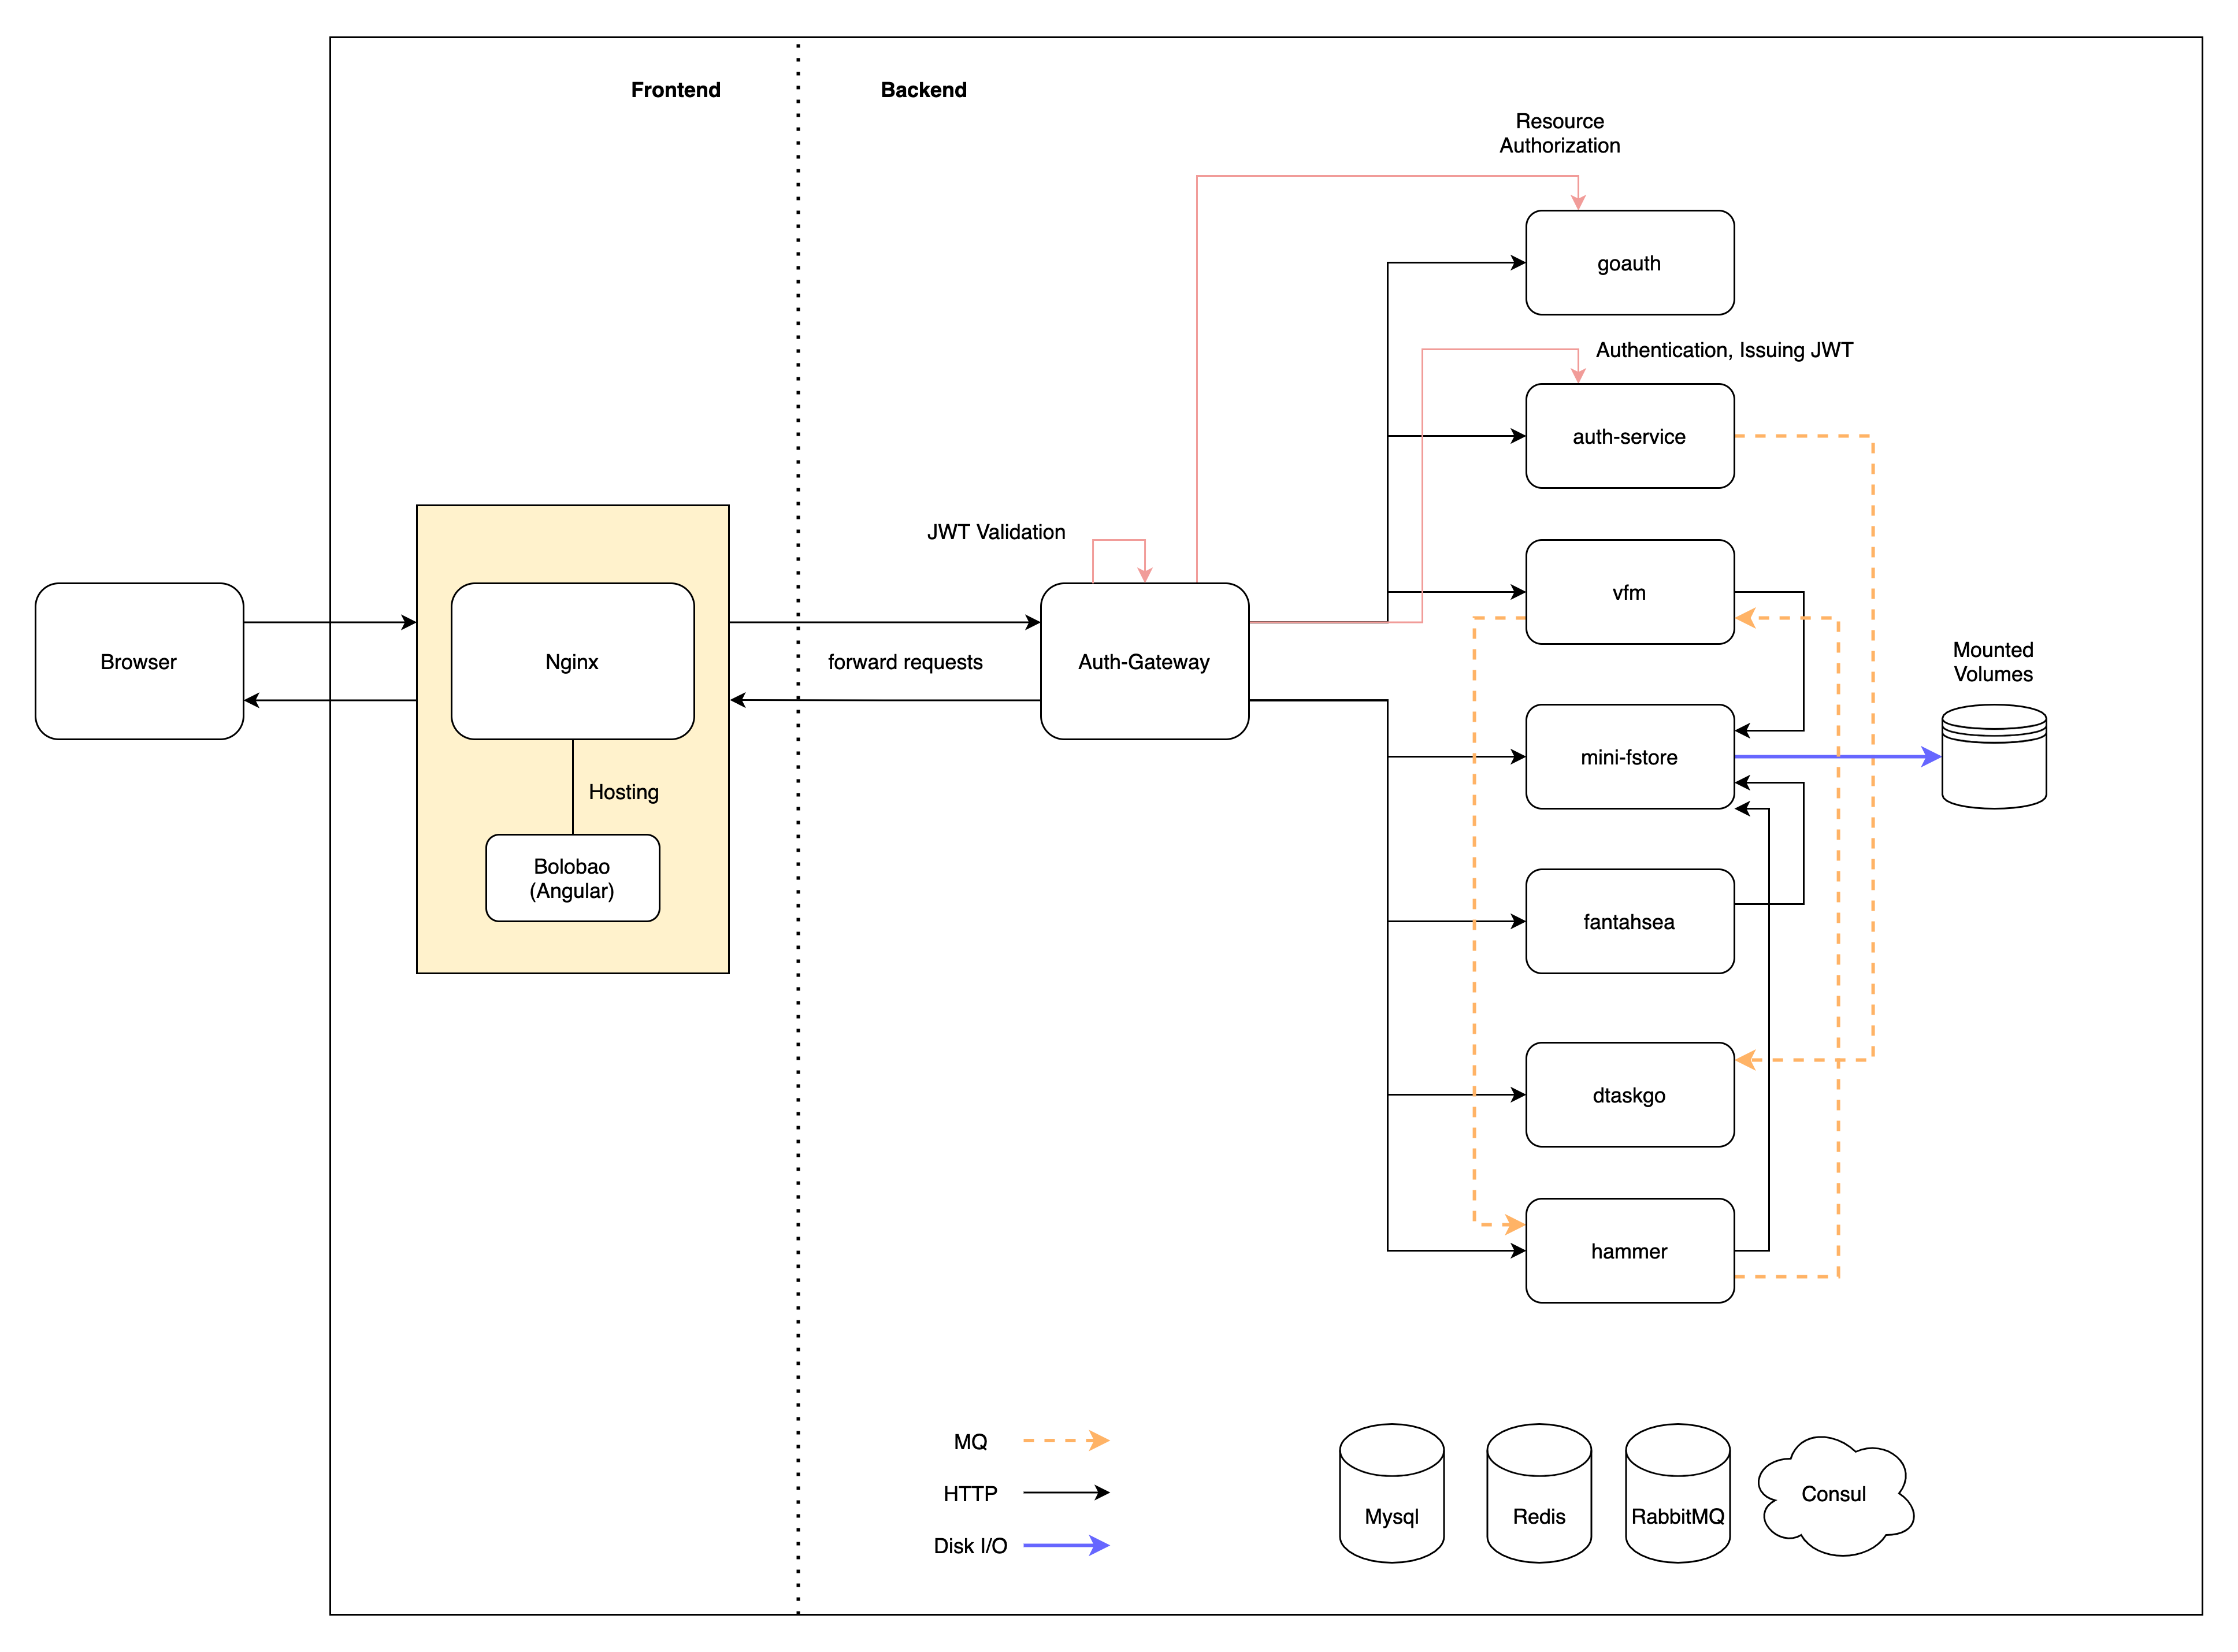 Frontend
Backend
Resource
Authorization
goauth
Authentication, Issuing JWT
auth-service
JWT Validation
vfm
Browser
Nginx
forward requests
Auth-Gateway
Mounted
Volumes
mini-fstore
Hosting
Bolobao
(Angular)
fantahsea
dtaskgo
hammer
MQ
HTTP
Disk I/O
Mysql
Redis
RabbitMQ
Consul